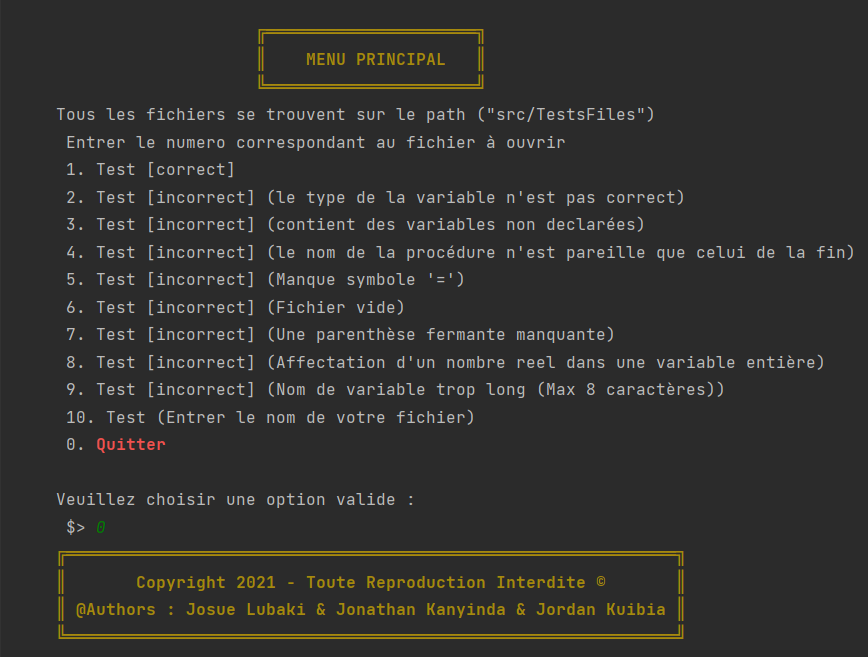 MENU PRINCIPAL
Tous les fichiers se trouvent sur le path ("src/TestsFiles")
Entrer le numero correspondant au fichier à ouvrir
1. Test [correct]
2. Test [incorrect] (le type de la variable n'est pas correct)
3. Test [incorrect] (contient des variables non declarées)
4. Test [incorrect] (le nom de la procédure n'est pareille que celui de la fin)
5. Test [incorrect] (Manque symbole '=')
6. Test [incorrect] (Fichier vide)
7. Test [incorrect] (Une parenthèse fermante manquante)
8. Test [incorrect] (Affectation d'un nombre reel dans une variable entière)
9. Test [incorrect] (Nom de variable trop long (Max 8 caractères))
10. Test (Entrer le nom de votre fichier)
0. Quitter
Veuillez choisir une option valide :
$> 0
Copyright 2021 - Toute Reproduction Interdite ©
@Authors : Josue Lubaki & Jonathan Kanyinda & Jordan Kuibia